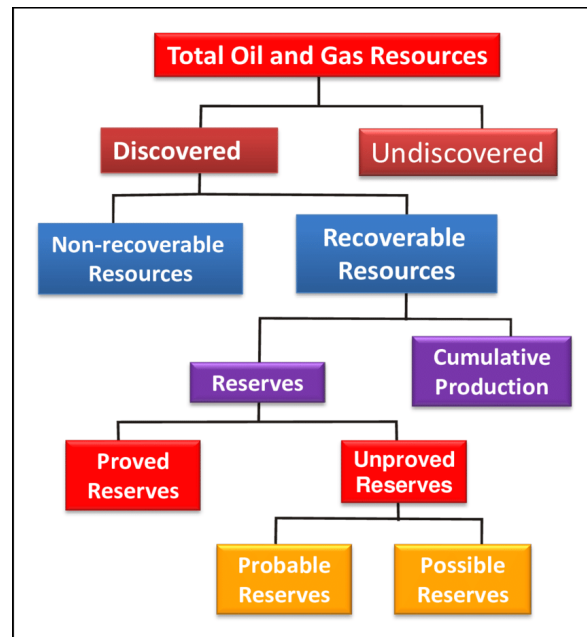 Total Oil and Gas Resources
Discovered
Undiscovered
Non-recoverable
Resources
Recoverable
Resources
Reserves
Cumulative
Production
Proved
Reserves
Unproved
Reserves
Probable
Reserves
Possible
Reserves